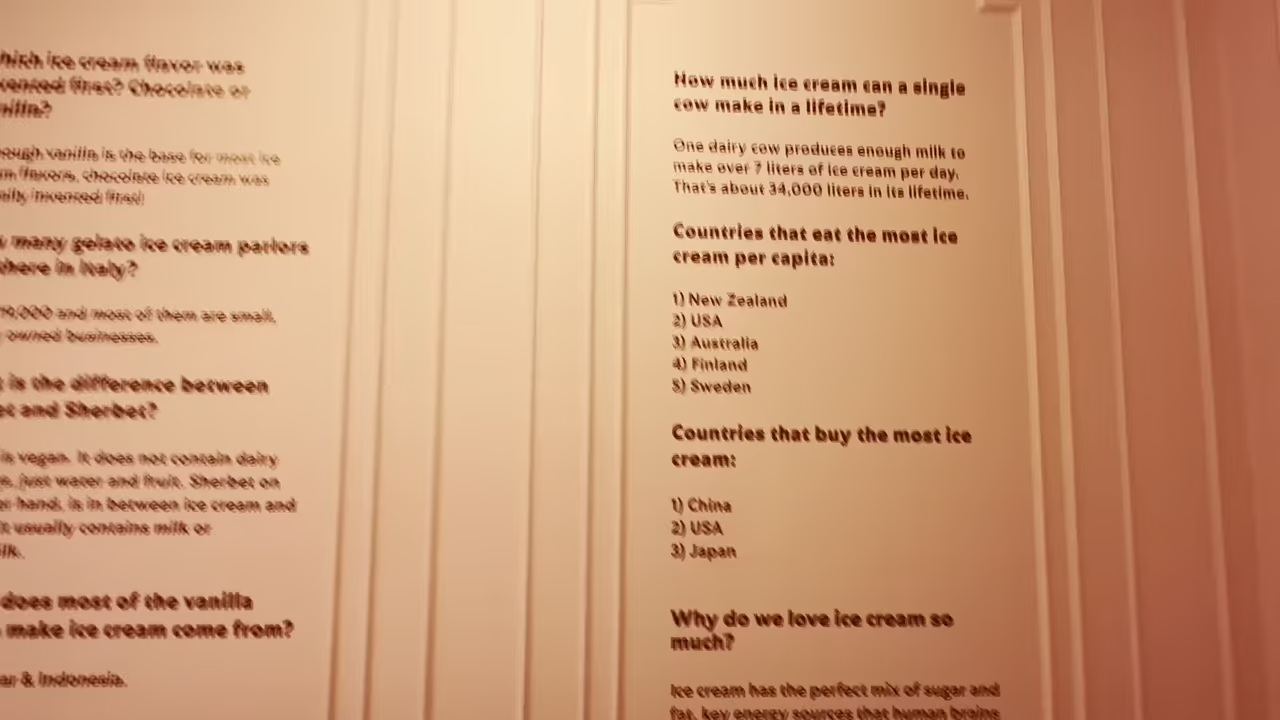 hich ice cream flavor was
vented first? Chocolate or
nilla?
ough vanilla is the base for most ice
m flavors, chocolate ice cream was
ally invented first!
w many gelato ice cream parlors
there in Italy?
19,000 and most of them are small,
owned businesses.
t is the difference between
et and Sherbet?
is vegan. It does not contain dairy
s, just water and fruit. Sherbet on
er hand, is in between ice cream and
It usually contains milk or
ilk.
does most of the vanilla
make ice cream come from?
ar & Indonesia.
How much ice cream can a single
cow make in a lifetime?
One dairy cow produces enough milk to
make over 7 liters of ice cream per day.
That's about 34,000 liters in its lifetime.
Countries that eat the most ice
cream per capita:
1) New Zealand
2) USA
3) Australia
4) Finland
5) Sweden
Countries that buy the most ice
cream:
1) China
2) USA
3) Japan
Why do we love ice cream so
much?
Ice cream has the perfect mix of sugar and
fat, key energy sources that human brains